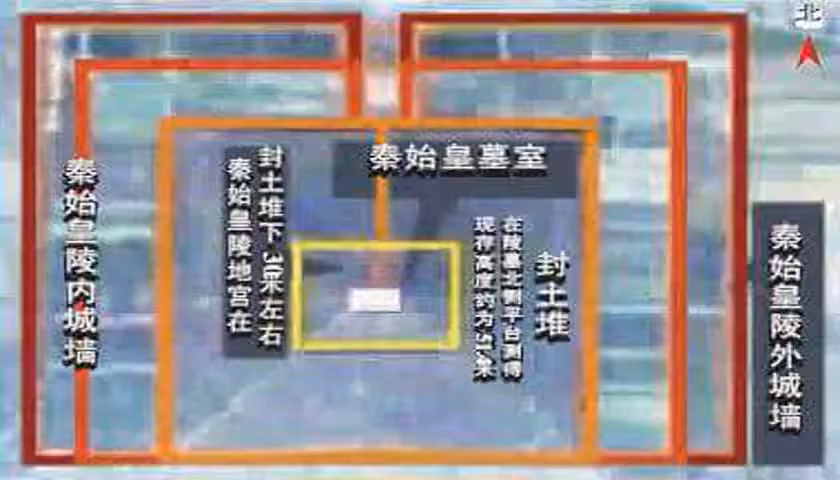 北
秦始皇墓室
秦始皇陵内城墙
封土堆下30米左右
秦始皇陵地宫在
封土堆
在陵墓北侧平台测得
现存高度约为51.4米
秦始皇陵外城墙